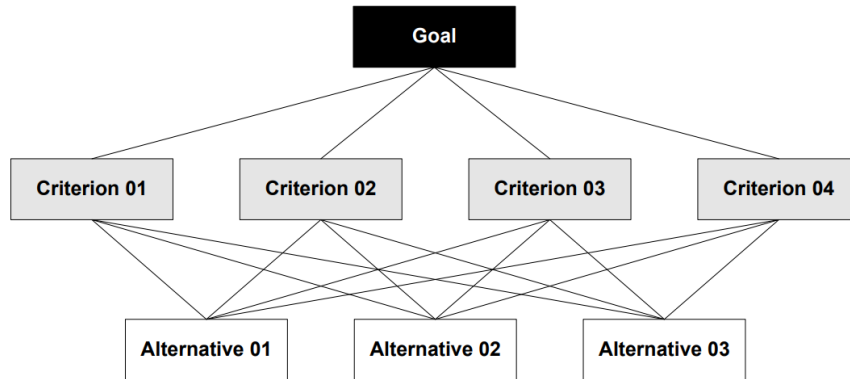 Goal
Criterion 01
Criterion 02
Criterion 03
Criterion 04
Alternative 01
Alternative 02
Alternative 03